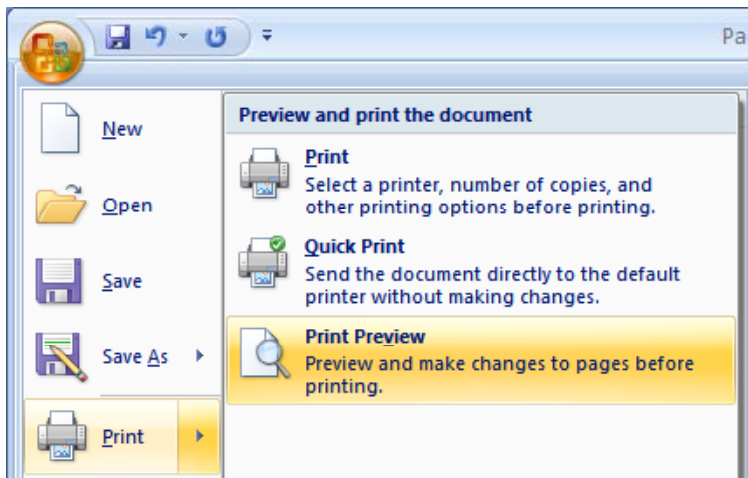 Pa
New
Open
Save
Save As
Print
Preview and print the document
Print
Select a printer, number of copies, and
other printing options before printing.
Quick Print
Send the document directly to the default
printer without making changes.
Print Preview
Preview and make changes to pages before
printing.